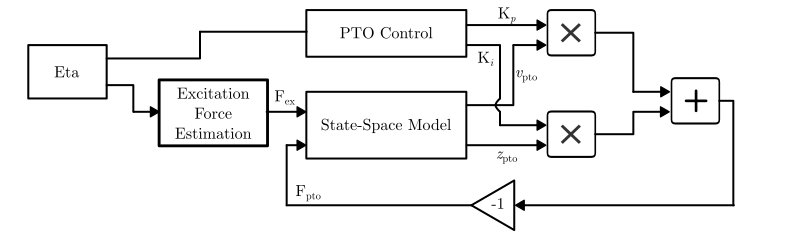 PTO Control
K_p
×
K_i
Eta
v_pto
Excitation
Force
Estimation
F_ex
State-Space Model
+
×
z_pto
F_pto
-1